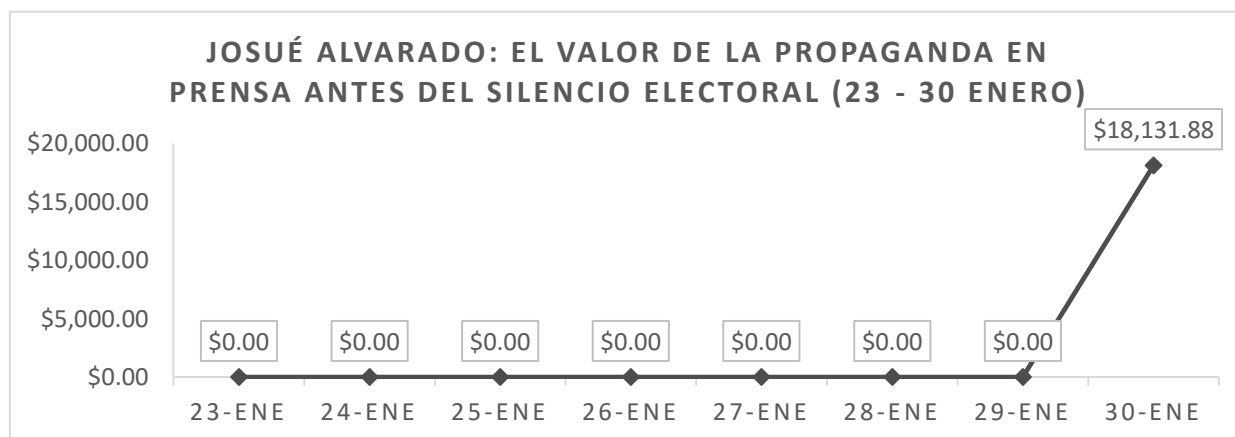 JOSUÉ ALVARADO: EL VALOR DE LA PROPAGANDA EN
PRENSA ANTES DEL SILENCIO ELECTORAL (23 - 30 ENERO)
$18,131.88
$20,000.00
$15,000.00
$10,000.00
$5,000.00
$0.00 $0.00 $0.00 $0.00 $0.00 $0.00 $0.00
$0.00
23-ENE 24-ENE 25-ENE 26-ENE 27-ENE 28-ENE 29-ENE 30-ENE